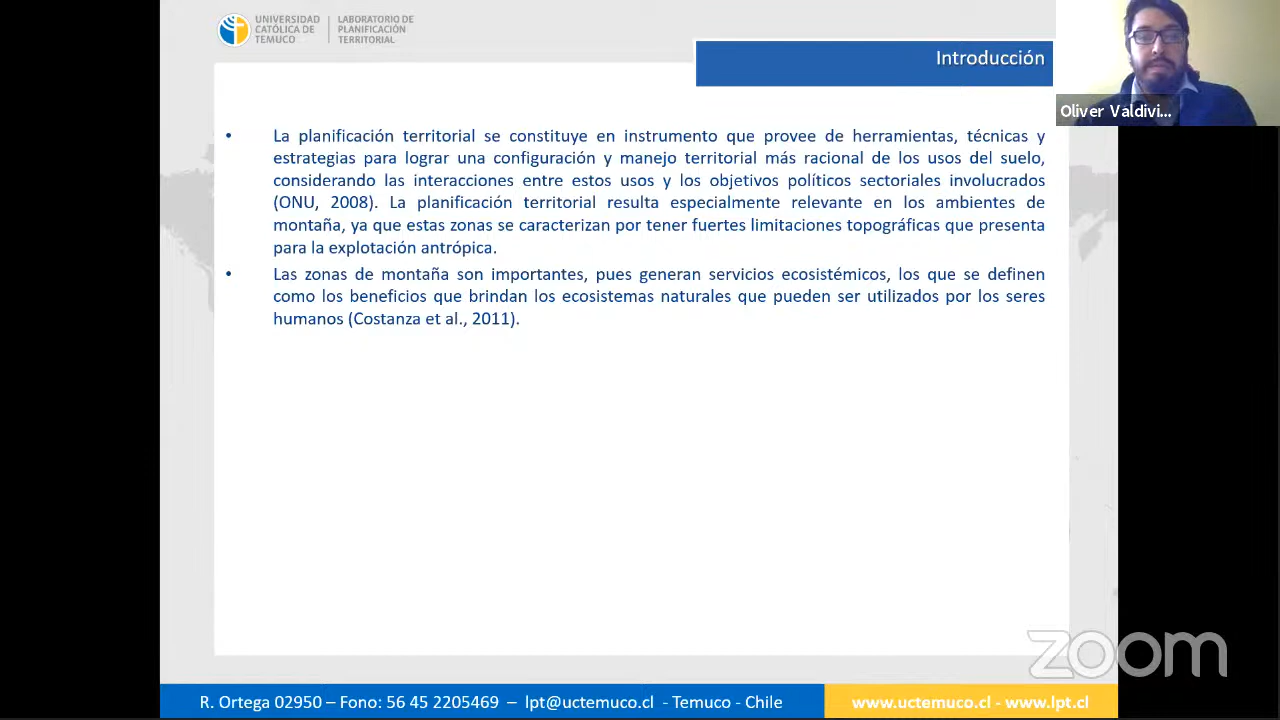 UNIVERSIDAD
CATÓLICA DE
TEMUCO
LABORATORIO DE
PLANIFICACIÓN
TERRITORIAL
Introducción
Oliver Valdivi...
• La planificación territorial se constituye en instrumento que provee de herramientas, técnicas y
estrategias para lograr una configuración y manejo territorial más racional de los usos del suelo,
considerando las interacciones entre estos usos y los objetivos políticos sectoriales involucrados
(ONU, 2008). La planificación territorial resulta especialmente relevante en los ambientes de
montaña, ya que estas zonas se caracterizan por tener fuertes limitaciones topográficas que presenta
para la explotación antrópica.
• Las zonas de montaña son importantes, pues generan servicios ecosistémicos, los que se definen
como los beneficios que brindan los ecosistemas naturales que pueden ser utilizados por los seres
humanos (Costanza et al., 2011).
zoom
R. Ortega 02950 – Fono: 56 45 2205469 – lpt@uctemuco.cl - Temuco - Chile
www.uctemuco.cl - www.lpt.cl